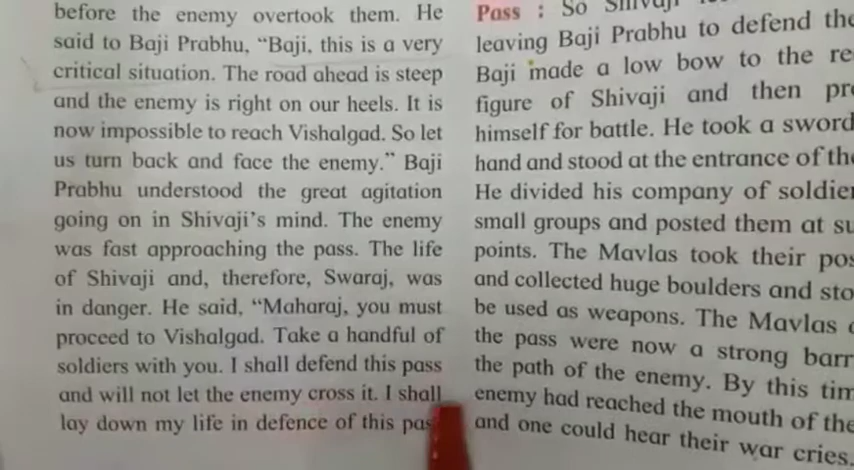 before the enemy overtook them. He
said to Baji Prabhu, “Baji, this is a very
critical situation. The road ahead is steep
and the enemy is right on our heels. It is
now impossible to reach Vishalgad. So let
us turn back and face the enemy.” Baji
Prabhu understood the great agitation
going on in Shivaji’s mind. The enemy
was fast approaching the pass. The life
of Shivaji and, therefore, Swaraj, was
in danger. He said, “Maharaj, you must
proceed to Vishalgad. Take a handful of
soldiers with you. I shall defend this pass
and will not let the enemy cross it. I shall
lay down my life in defence of this pas
Pass : So Shivaji
leaving Baji Prabhu to defend the
Baji made a low bow to the re
figure of Shivaji and then pre
himself for battle. He took a sword
hand and stood at the entrance of the
He divided his company of soldier
small groups and posted them at su
points. The Mavlas took their pos
and collected huge boulders and sto
be used as weapons. The Mavlas
the pass were now a strong barr
the path of the enemy. By this tim
enemy had reached the mouth of the
and one could hear their war cries.